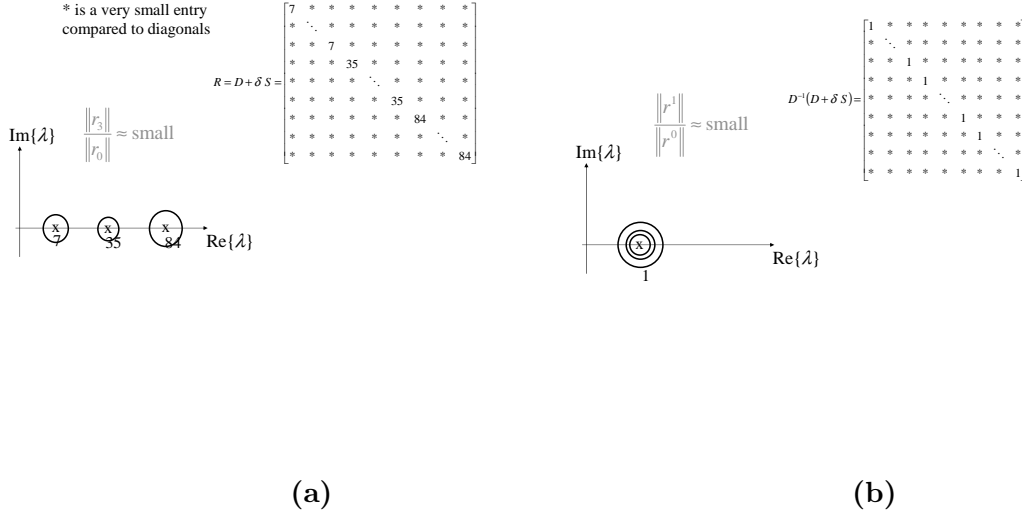 * is a very small entry
compared to diagonals
R = D + δ S =
7 * * * * * * * *
* ⋱ * * * * * * *
* * 7 * * * * * *
* * * 35 * * * * *
* * * * ⋱ * * * *
* * * * * 35 * * *
* * * * * * 84 * *
* * * * * * * ⋱ *
* * * * * * * * 84
‖r₃‖
‖r₀‖ ≈ small
Im{λ}
x x x
7 35 84
Re{λ}
(a)
D⁻¹(D + δ S) =
1 * * * * * * * *
* ⋱ * * * * * * *
* * 1 * * * * * *
* * * 1 * * * * *
* * * * ⋱ * * * *
* * * * * 1 * * *
* * * * * * 1 * *
* * * * * * * ⋱ *
* * * * * * * * 1
‖r¹‖
‖r⁰‖ ≈ small
Im{λ}
x
1
Re{λ}
(b)